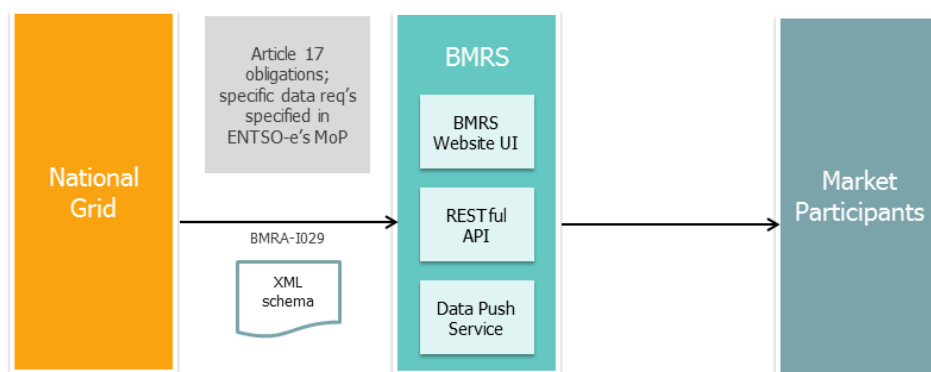 National
Grid
Article 17
obligations;
specific data req's
specified in
ENTSO-e's MoP
BMRA-I029
XML
schema
BMRS
BMRS
Website UI
RESTful
API
Data Push
Service
Market
Participants